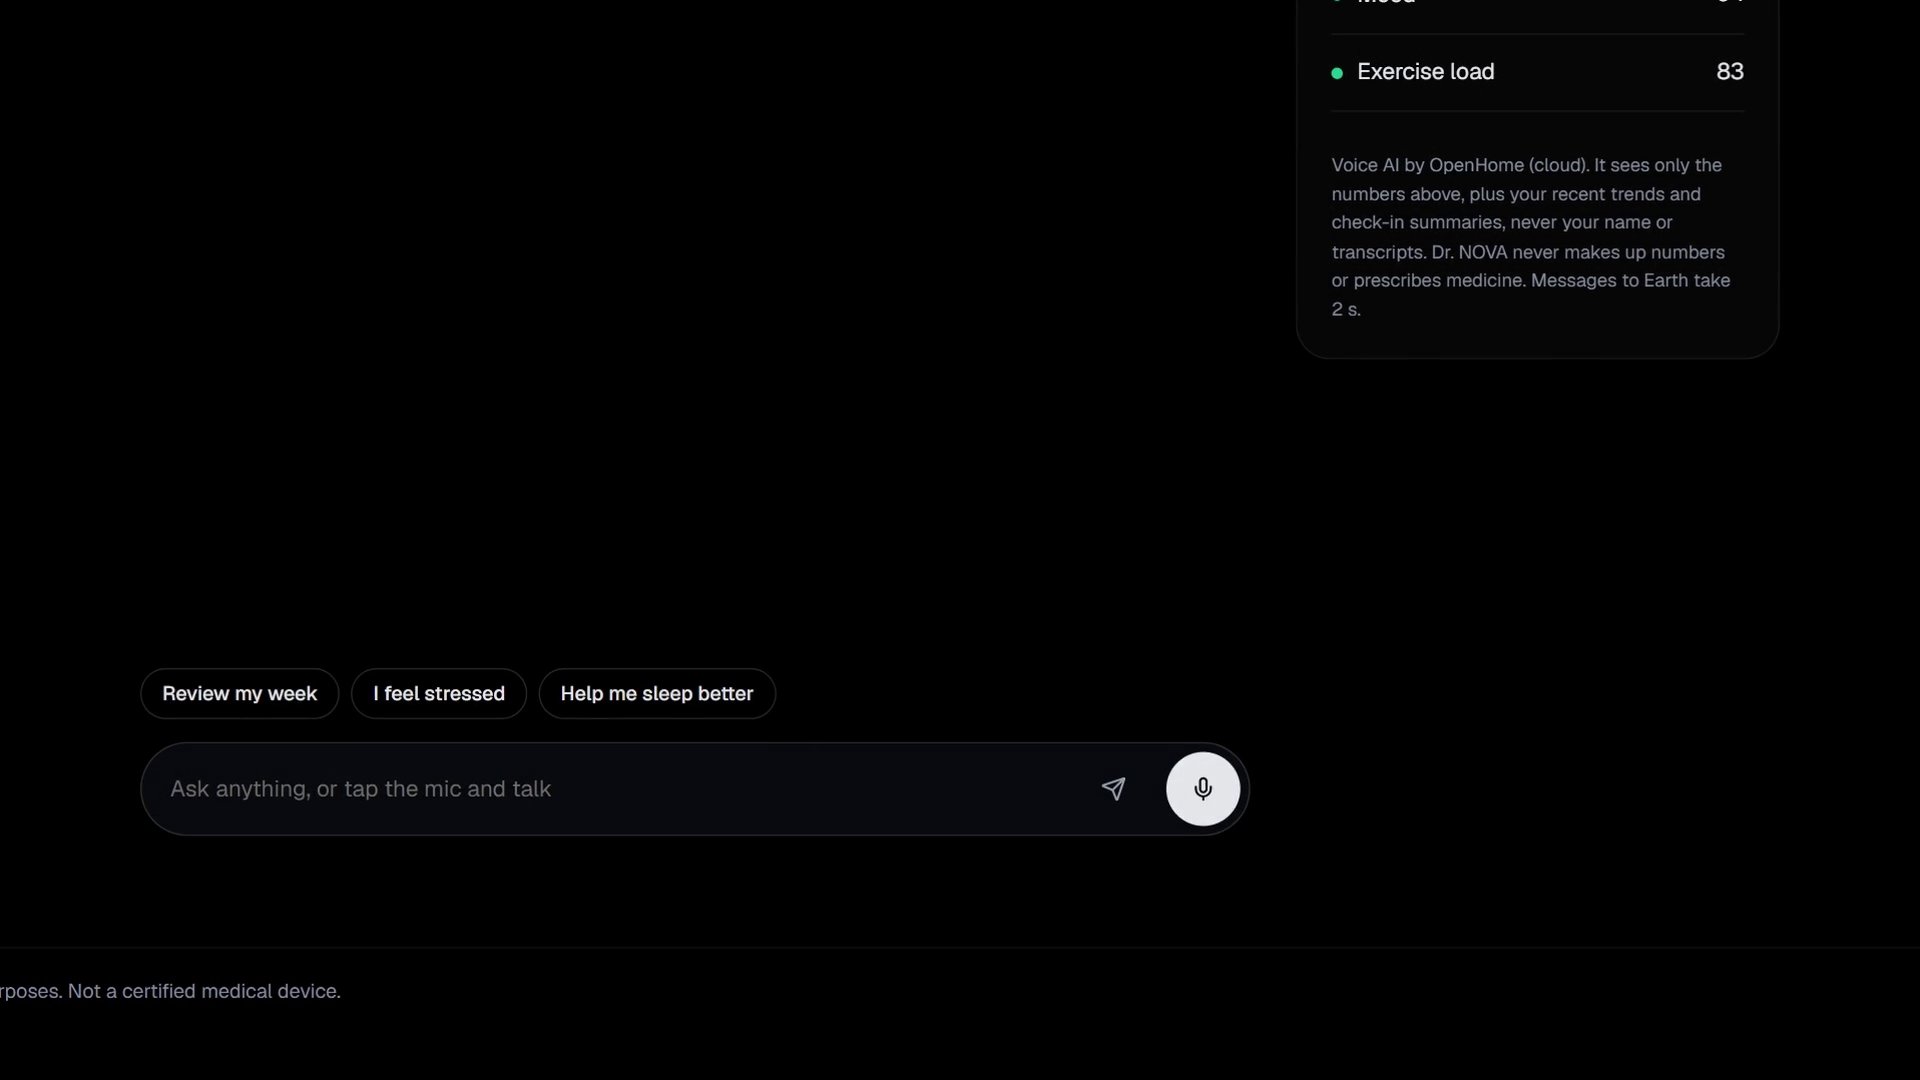 Exercise load 83
Voice AI by OpenHome (cloud). It sees only the
numbers above, plus your recent trends and
check-in summaries, never your name or
transcripts. Dr. NOVA never makes up numbers
or prescribes medicine. Messages to Earth take
2 s.
Review my week I feel stressed Help me sleep better
Ask anything, or tap the mic and talk
Not a certified medical device.